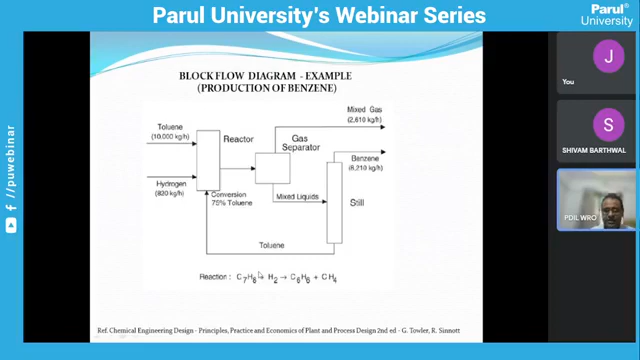 Parul University's Webinar Series
Parul®
University
BLOCK FLOW DIAGRAM - EXAMPLE
(PRODUCTION OF BENZENE)
Mixed Gas
(2,610 kg/h)
Toluene
(10,000 kg/h)
Reactor
Gas
Separator
Benzene
(8,210 kg/h)
Hydrogen
(820 kg/h)
Conversion
75% Toluene
Mixed Liquids
Still
Toluene
Reaction : C7H8 + H2 → C6H6 + CH4
Ref. Chemical Engineering Design - Principles, Practice and Economics of Plant and Process Design 2nd ed - G. Towler, R. Sinnott
J
You
S
SHIVAM BARTHWAL
PDIL WRO
//puwebinar